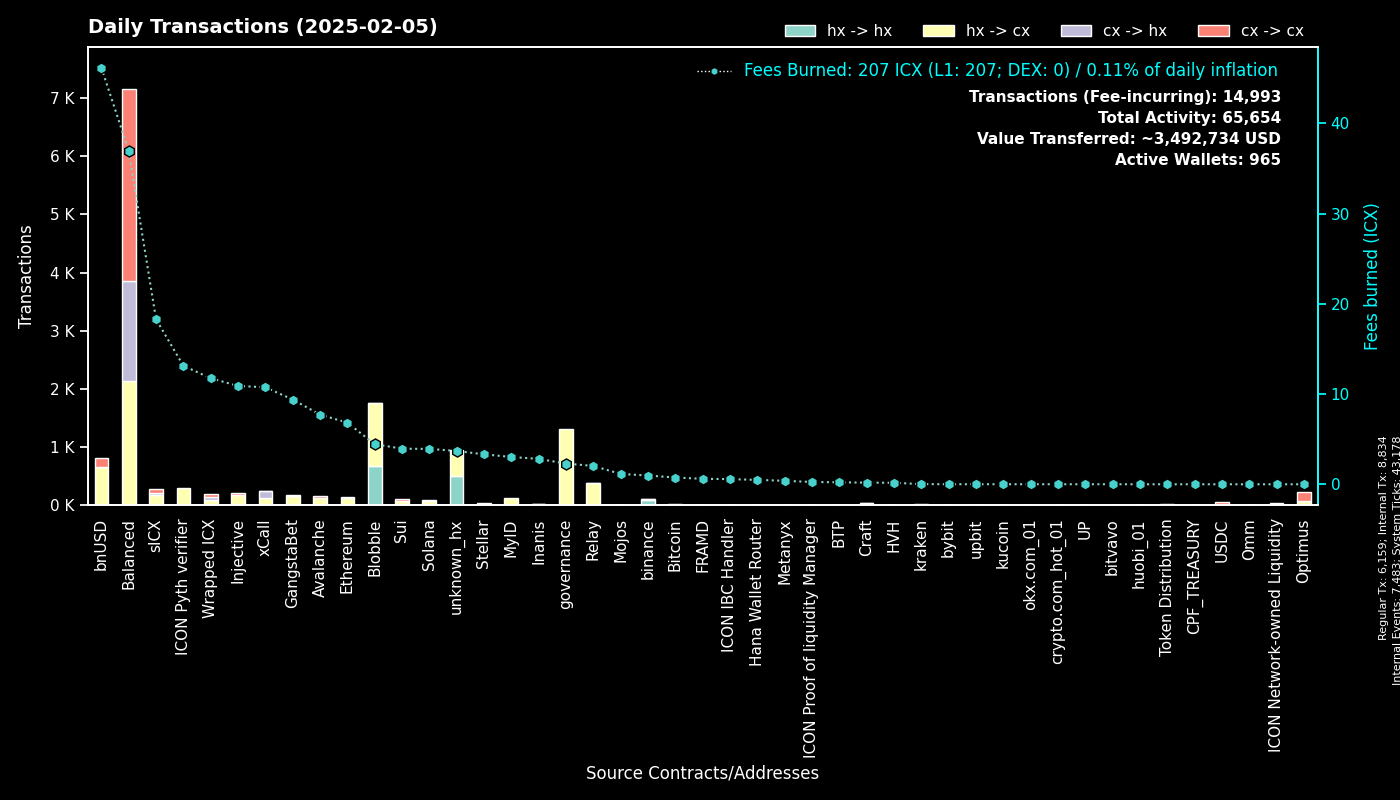 Daily Transactions (2025-02-05)
hx -> hx
hx -> cx
cx -> hx
cx -> cx
Fees Burned: 207 ICX (L1: 207; DEX: 0) / 0.11% of daily inflation
Transactions (Fee-incurring): 14,993
Total Activity: 65,654
Value Transferred: ~3,492,734 USD
Active Wallets: 965
Transactions
7 K
6 K
5 K
4 K
3 K
2 K
1 K
0 K
40
30
20
10
0
Fees burned (ICX)
bnUSD
Balanced
sICX
ICON Pyth verifier
Wrapped ICX
Injective
xCall
GangstaBet
Avalanche
Ethereum
Blobble
Sui
Solana
unknown_hx
Stellar
MyID
Inanis
governance
Relay
Mojos
binance
Bitcoin
FRAMD
ICON IBC Handler
Hana Wallet Router
Metanyx
ICON Proof of liquidity Manager
BTP
Craft
HVH
kraken
bybit
upbit
kucoin
okx.com_01
crypto.com_hot_01
UP
bitvavo
huobi_01
Token Distribution
CPF_TREASURY
USDC
Omm
ICON Network-owned Liquidity
Optimus
Source Contracts/Addresses
Regular Tx: 6,159; Internal Tx: 8,834
Internal Events: 7,483; System Ticks: 43,178